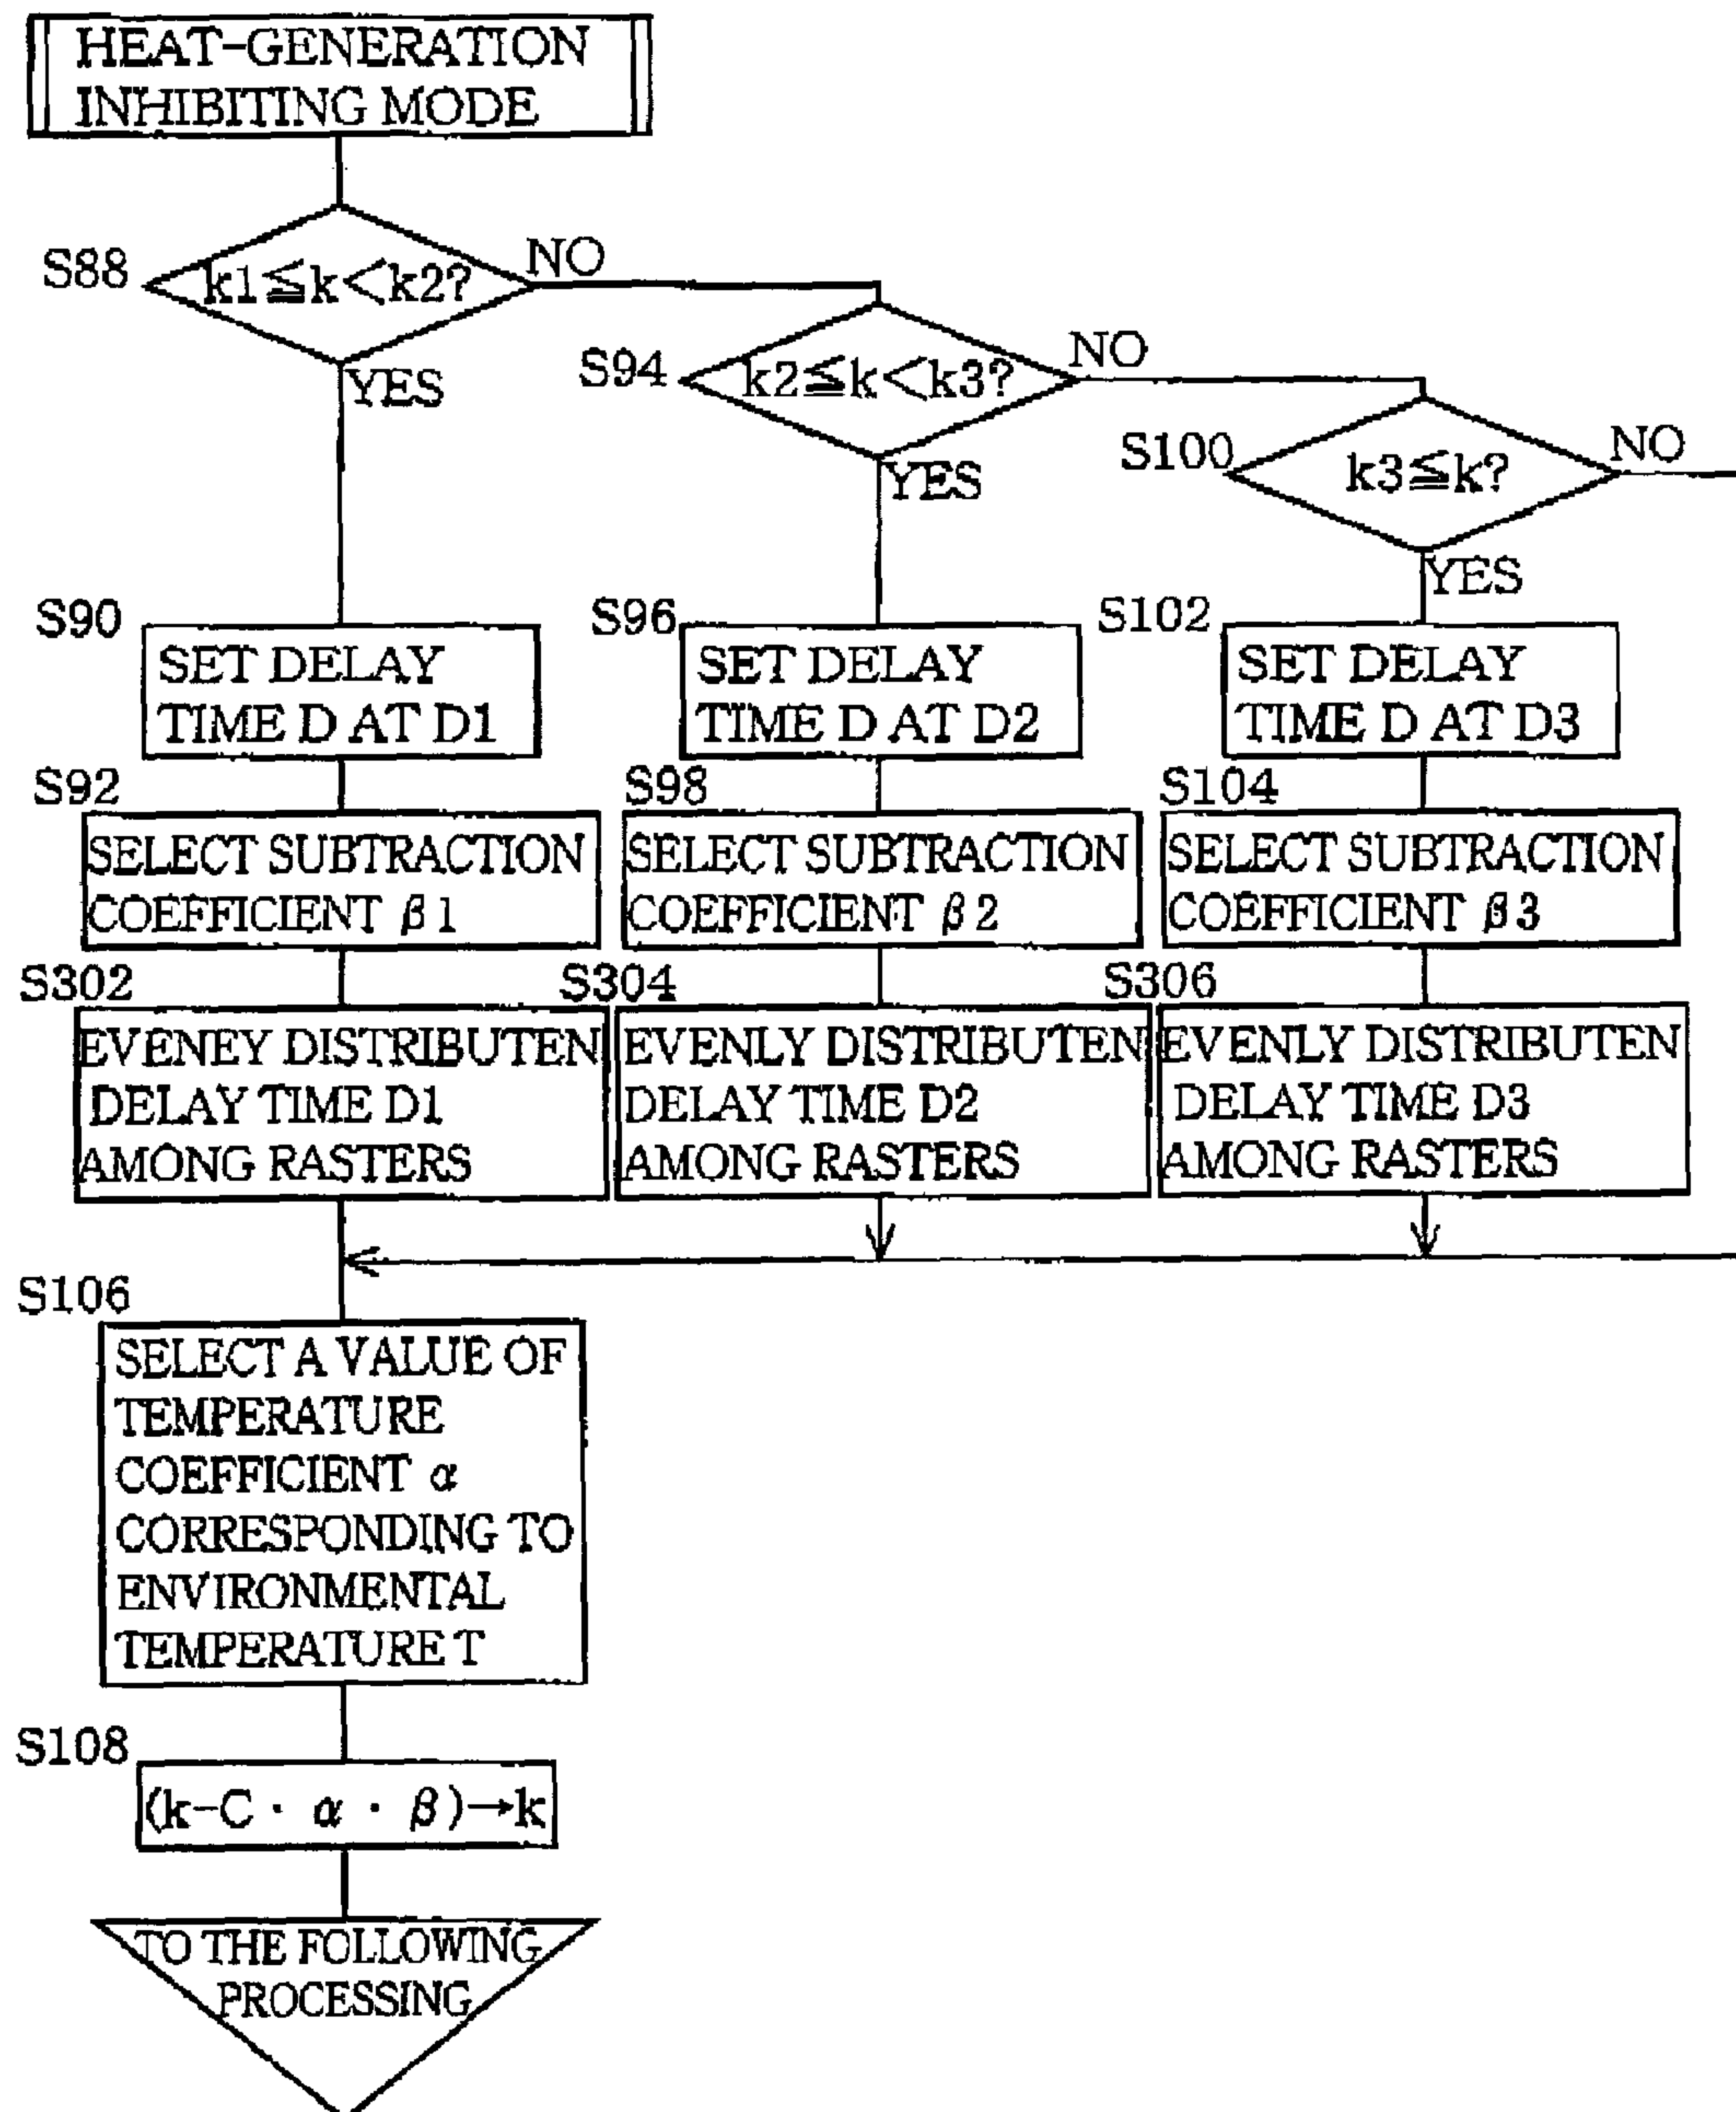 HEAT-GENERATION
INHIBITING MODE
S88
k1≦k<k2?
NO
YES
S94
k2≦k<k3?
NO
YES
S100
k3≦k?
NO
YES
S90
SET DELAY
TIME D AT D1
S96
SET DELAY
TIME D AT D2
S102
SET DELAY
TIME D AT D3
S92
SELECT SUBTRACTION
COEFFICIENT β1
S98
SELECT SUBTRACTION
COEFFICIENT β2
S104
SELECT SUBTRACTION
COEFFICIENT β3
S302
EVENEY DISTRIBUTEN
DELAY TIME D1
AMONG RASTERS
S304
EVENLY DISTRIBUTEN
DELAY TIME D2
AMONG RASTERS
S306
EVENLY DISTRIBUTEN
DELAY TIME D3
AMONG RASTERS
S106
SELECT A VALUE OF
TEMPERATURE
COEFFICIENT α
CORRESPONDING TO
ENVIRONMENTAL
TEMPERATURE T
S108
(k-C · α · β)→k
TO THE FOLLOWING
PROCESSING